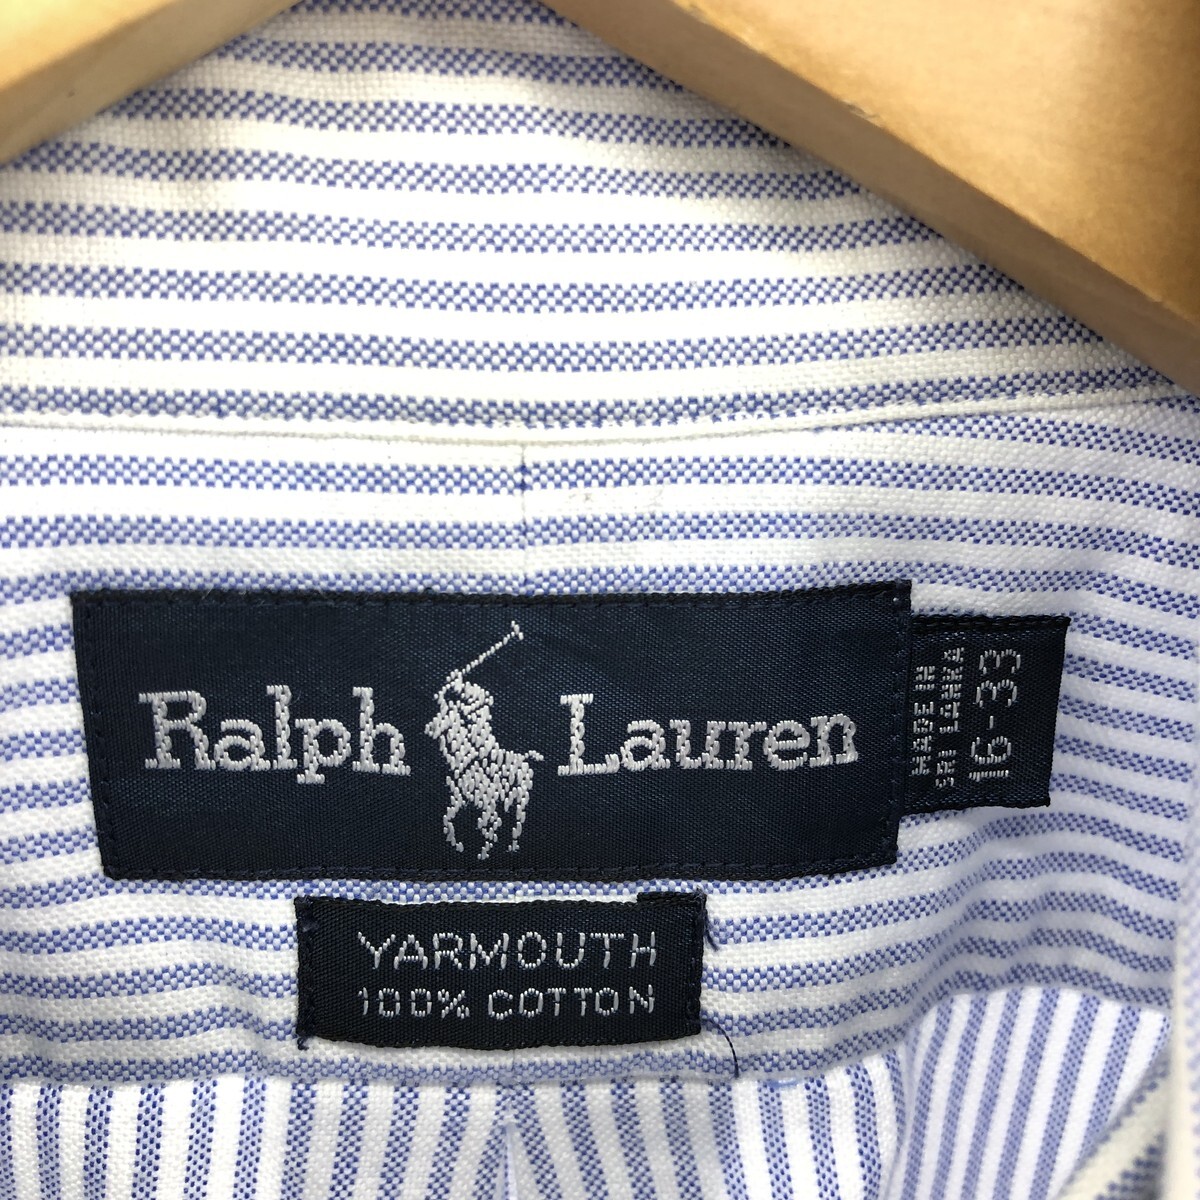 Ralph Lauren
MADE IN
SRI LANKA
16-33
YARMOUTH
100% COTTON